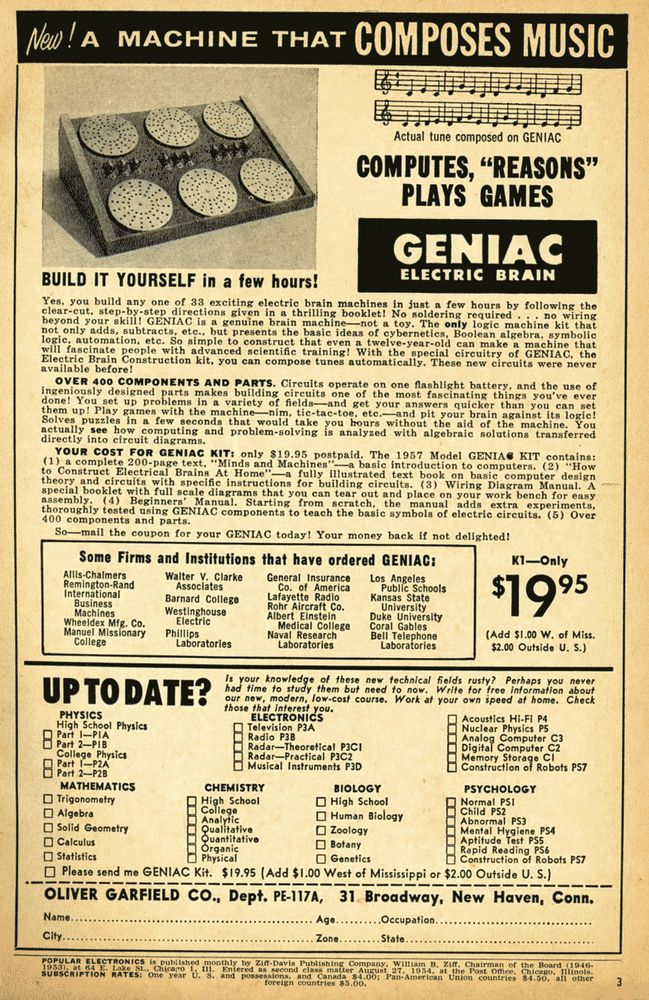 New! A MACHINE THAT COMPOSES MUSIC
Actual tune composed on GENIAC
COMPUTES, “REASONS”
PLAYS GAMES
GENIAC
ELECTRIC BRAIN
BUILD IT YOURSELF in a few hours!
Yes, you build any one of 33 exciting electric brain machines in just a few hours by following the
clear-cut, step-by-step directions given in a thrilling booklet! No soldering required . . . no wiring
beyond your skill! GENIAC is a genuine brain machine—not a toy. The only logic machine kit that
not only adds, subtracts, etc., but presents the basic ideas of cybernetics, Boolean algebra, symbolic
logic, automation, etc. So simple to construct that even a twelve-year-old can make a machine that
will fascinate people with advanced scientific training! With the special circuitry of GENIAC, the
Electric Brain Construction kit, you can compose tunes automatically. These new circuits were never
available before!
OVER 400 COMPONENTS AND PARTS. Circuits operate on one flashlight battery, and the use of
ingeniously designed parts makes building circuits one of the most fascinating things you've ever
done! You set up problems in a variety of fields—and get your answers quicker than you can set
them up! Play games with the machine—nim, tic-tac-toe, etc.—and pit your brain against its logic!
Solves puzzles in a few seconds that would take you hours without the aid of the machine. You
actually see how computing and problem-solving is analyzed with algebraic solutions transferred
directly into circuit diagrams.
YOUR COST FOR GENIAC KIT: only $19.95 postpaid. The 1957 Model GENIAC KIT contains:
(1) a complete 200-page text, "Minds and Machines"—a basic introduction to computers. (2) "How
to Construct Electrical Brains At Home"—a fully illustrated text book on basic computer design
theory and circuits with specific instructions for building circuits. (3) Wiring Diagram Manual. A
special booklet with full scale diagrams that you can tear out and place on your work bench for easy
assembly. (4) Beginners' Manual. Starting from scratch, the manual adds extra experiments,
thoroughly tested using GENIAC components to teach the basic symbols of electric circuits. (5) Over
400 components and parts.
So—mail the coupon for your GENIAC today! Your money back if not delighted!
Some Firms and Institutions that have ordered GENIAC:
Allis-Chalmers
Remington-Rand
International
Business
Machines
Wheeldex Mfg. Co.
Manuel Missionary
College
Walter V. Clarke
Associates
Barnard College
Westinghouse
Electric
Phillips
Laboratories
General Insurance
Co. of America
Lafayette Radio
Rohr Aircraft Co.
Albert Einstein
Medical College
Naval Research
Laboratories
Los Angeles
Public Schools
Kansas State
University
Duke University
Coral Gables
Bell Telephone
Laboratories
K1—Only
$19 95
(Add $1.00 W. of Miss.
$2.00 Outside U. S.)
UP TO DATE?
Is your knowledge of these new technical fields rusty? Perhaps you never
had time to study them but need to now. Write for free information about
our new, modern, low-cost course. Work at your own speed at home. Check
those that interest you.
PHYSICS
High School Physics
Part I—PIA
Part 2—PIB
College Physics
Part I—P2A
Part 2—P2B
ELECTRONICS
Television P3A
Radio P3B
Radar—Theoretical P3CI
Radar—Practical P3C2
Musical Instruments P3D
Acoustics Hi-Fi P4
Nuclear Physics P5
Analog Computer C3
Digital Computer C2
Memory Storage CI
Construction of Robots PS7
MATHEMATICS
Trigonometry
Algebra
Solid Geometry
Calculus
Statistics
CHEMISTRY
High School
College
Analytic
Qualitative
Quantitative
Organic
Physical
BIOLOGY
High School
Human Biology
Zoology
Botany
Genetics
PSYCHOLOGY
Normal PSI
Child PS2
Abnormal PS3
Mental Hygiene PS4
Aptitude Test PS5
Rapid Reading PS6
Construction of Robots PS7
Please send me GENIAC Kit. $19.95 (Add $1.00 West of Mississippi or $2.00 Outside U. S.)
OLIVER GARFIELD CO., Dept. PE-117A, 31 Broadway, New Haven, Conn.
Name.......... Age.......... Occupation..........
City.......... Zone.......... State..........
POPULAR ELECTRONICS is published monthly by Ziff-Davis Publishing Company, William B. Ziff, Chairman of the Board (1946-
1953), at 64 E. Lake St., Chicago 1, Ill. Entered as second class matter August 27, 1954, at the Post Office, Chicago, Illinois.
SUBSCRIPTION RATES: One year U. S. and possessions, and Canada $4.00; Pan-American Union countries $4.50, all other
foreign countries $5.00.
3